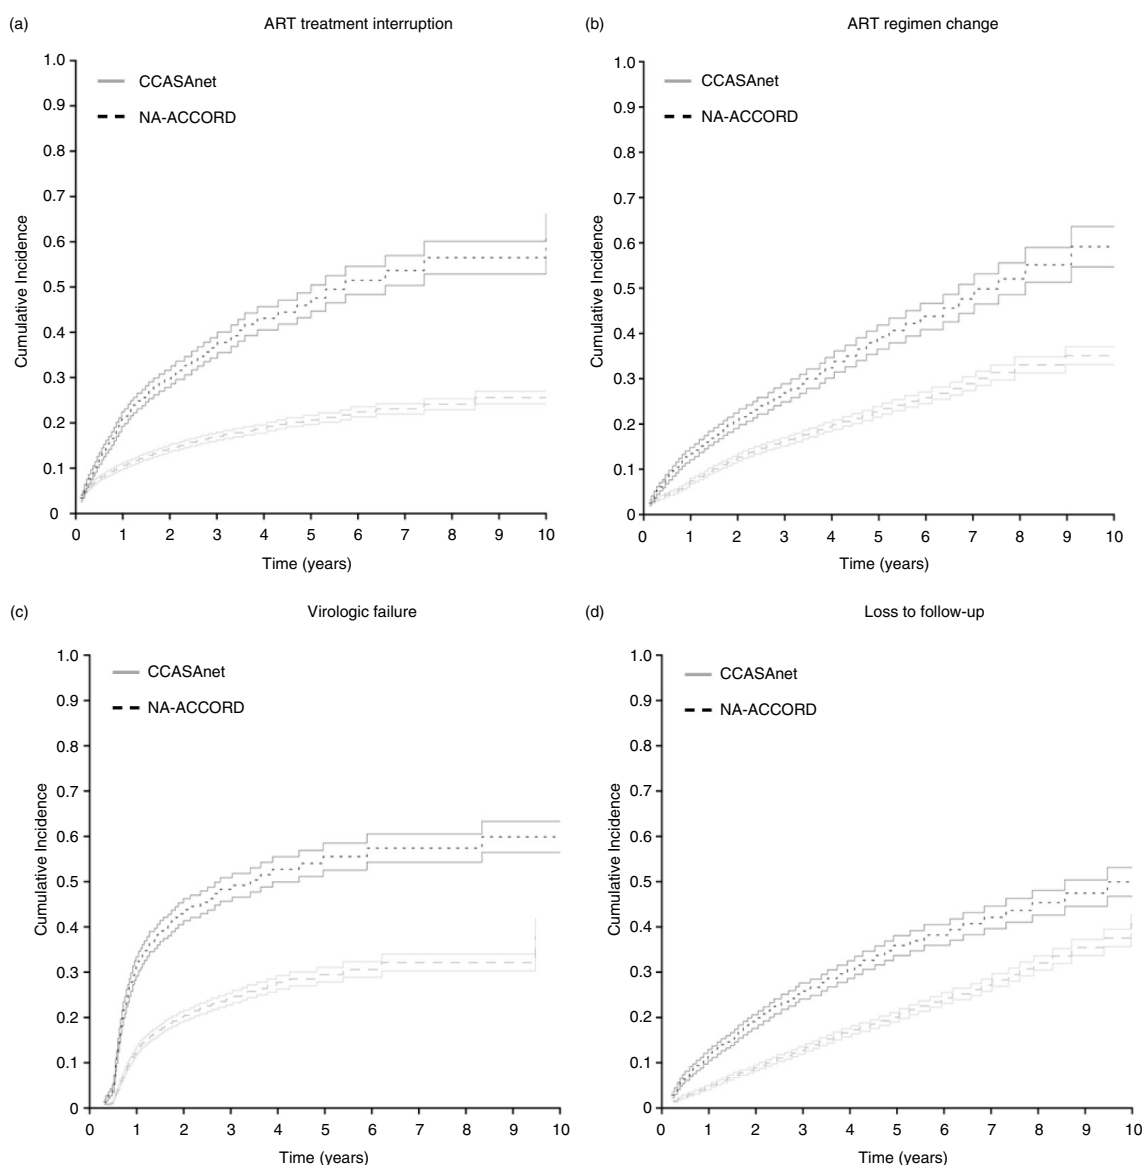 (a) ART treatment interruption
1.0
0.9
0.8
0.7
0.6
0.5
0.4
0.3
0.2
0.1
0
Cumulative Incidence
CCASAnet
NA-ACCORD
0 1 2 3 4 5 6 7 8 9 10
Time (years)
(b) ART regimen change
1.0
0.9
0.8
0.7
0.6
0.5
0.4
0.3
0.2
0.1
0
Cumulative Incidence
CCASAnet
NA-ACCORD
0 1 2 3 4 5 6 7 8 9 10
Time (years)
(c) Virologic failure
1.0
0.9
0.8
0.7
0.6
0.5
0.4
0.3
0.2
0.1
0
Cumulative Incidence
CCASAnet
NA-ACCORD
0 1 2 3 4 5 6 7 8 9 10
Time (years)
(d) Loss to follow-up
1.0
0.9
0.8
0.7
0.6
0.5
0.4
0.3
0.2
0.1
0
Cumulative Incidence
CCASAnet
NA-ACCORD
0 1 2 3 4 5 6 7 8 9 10
Time (years)